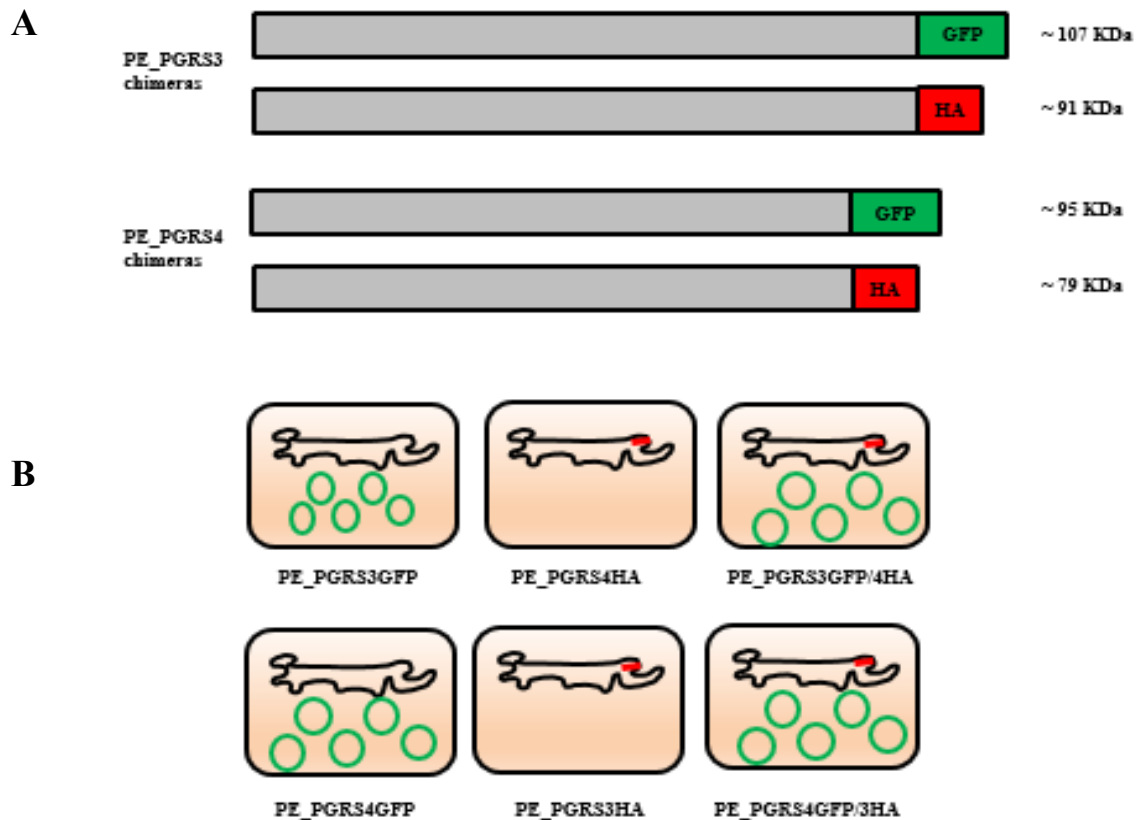 A
PE_PGRS3
chimeras
GFP
~107 KDa
HA
~91 KDa
PE_PGRS4
chimeras
GFP
~95 KDa
HA
~79 KDa
B
PE_PGRS3GFP
PE_PGRS4HA
PE_PGRS3GFP/4HA
PE_PGRS4GFP
PE_PGRS3HA
PE_PGRS4GFP/3HA